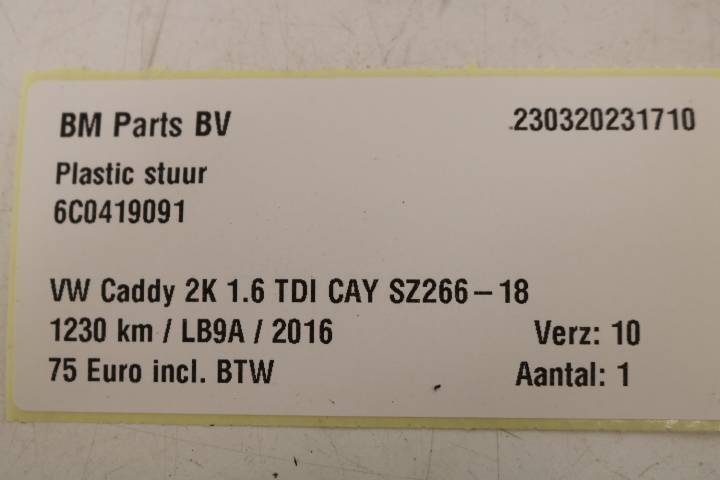 BM Parts BV 230320231710
Plastic stuur
6C0419091
VW Caddy 2K 1.6 TDI CAY SZ266-18
1230 km / LB9A / 2016 Verz: 10
75 Euro incl. BTW Aantal: 1